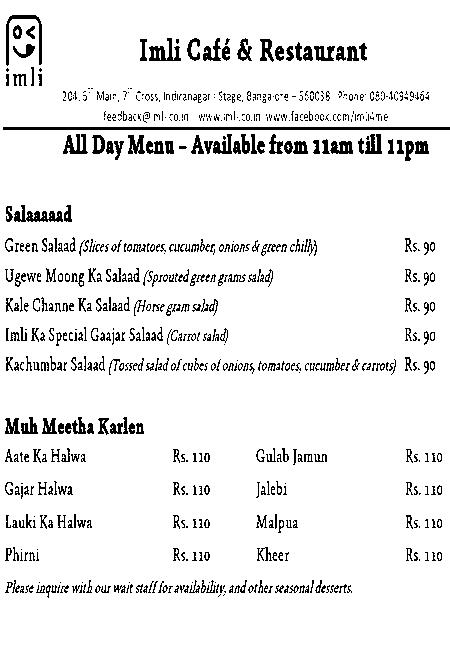 imli
Imli Café & Restaurant
204, 5th Main, 7th Cross, Indiranagar I Stage, Bangalore – 560038 Phone: 080-40949464
feedback@imli.co.in www.imli.co.in www.facebook.com/imli4me
All Day Menu – Available from 11am till 11pm
Salaaaaad
Green Salaad (Slices of tomatoes, cucumber, onions & green chilly) Rs. 90
Ugewe Moong Ka Salaad (Sprouted green grams salad) Rs. 90
Kale Channe Ka Salaad (Horse gram salad) Rs. 90
Imli Ka Special Gaajar Salaad (Carrot salad) Rs. 90
Kachumbar Salaad (Tossed salad of cubes of onions, tomatoes, cucumber & carrots) Rs. 90
Muh Meetha Karlen
Aate Ka Halwa Rs. 110 Gulab Jamun Rs. 110
Gajar Halwa Rs. 110 Jalebi Rs. 110
Lauki Ka Halwa Rs. 110 Malpua Rs. 110
Phirni Rs. 110 Kheer Rs. 110
Please inquire with our wait staff for availability, and other seasonal desserts.